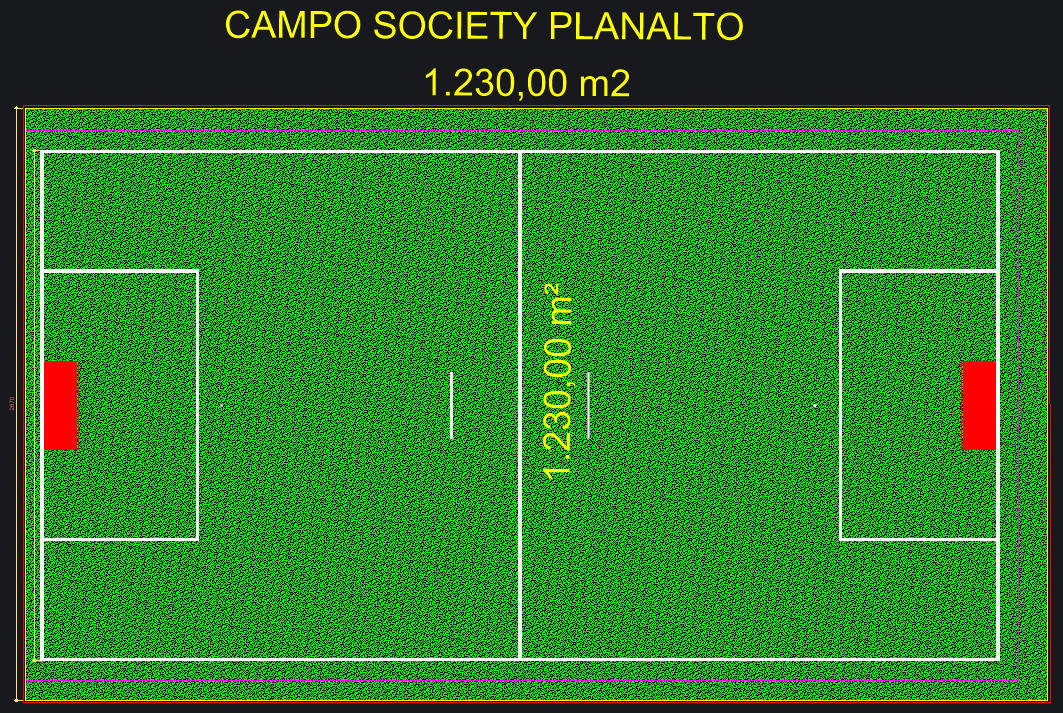 CAMPO SOCIETY PLANALTO
1.230,00 m2
1.230,00 m²